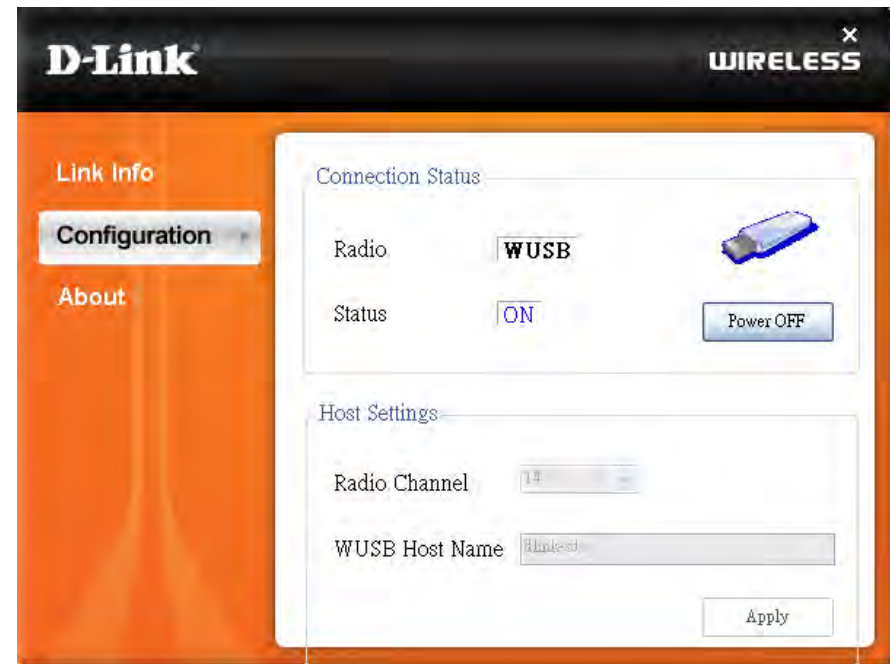 D-Link
WIRELESS
Link Info
Configuration
About
Connection Status
Radio WUSB
Status ON
Power OFF
Host Settings
Radio Channel
WUSB Host Name
Apply